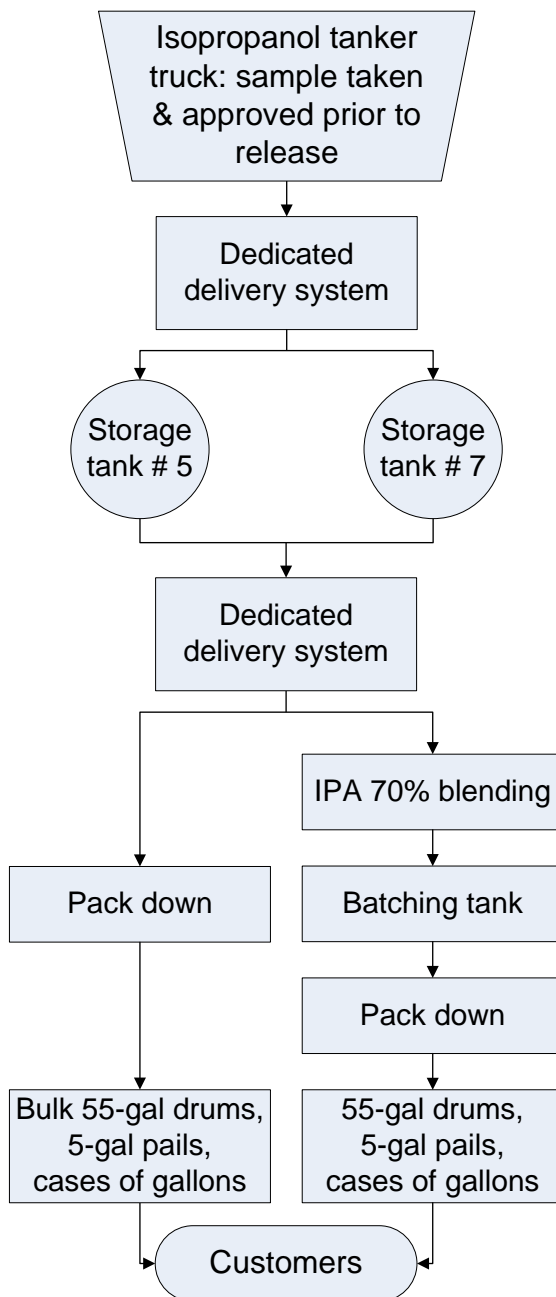 Isopropanol tanker
truck: sample taken
& approved prior to
release
Dedicated
delivery system
Storage
tank # 5
Storage
tank # 7
Dedicated
delivery system
IPA 70% blending
Pack down
Batching tank
Pack down
Bulk 55-gal drums,
5-gal pails,
cases of gallons
55-gal drums,
5-gal pails,
cases of gallons
Customers